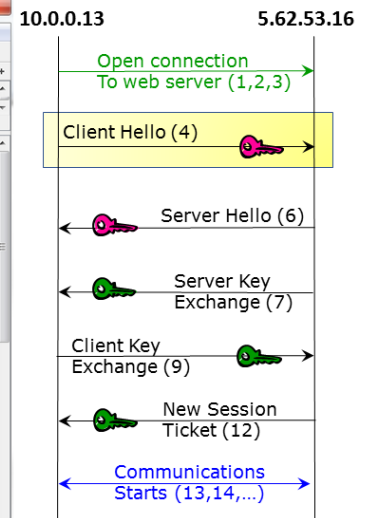 10.0.0.13 5.62.53.16
Open connection
To web server (1,2,3)
Client Hello (4)
Server Hello (6)
Server Key
Exchange (7)
Client Key
Exchange (9)
New Session
Ticket (12)
Communications
Starts (13,14,...)